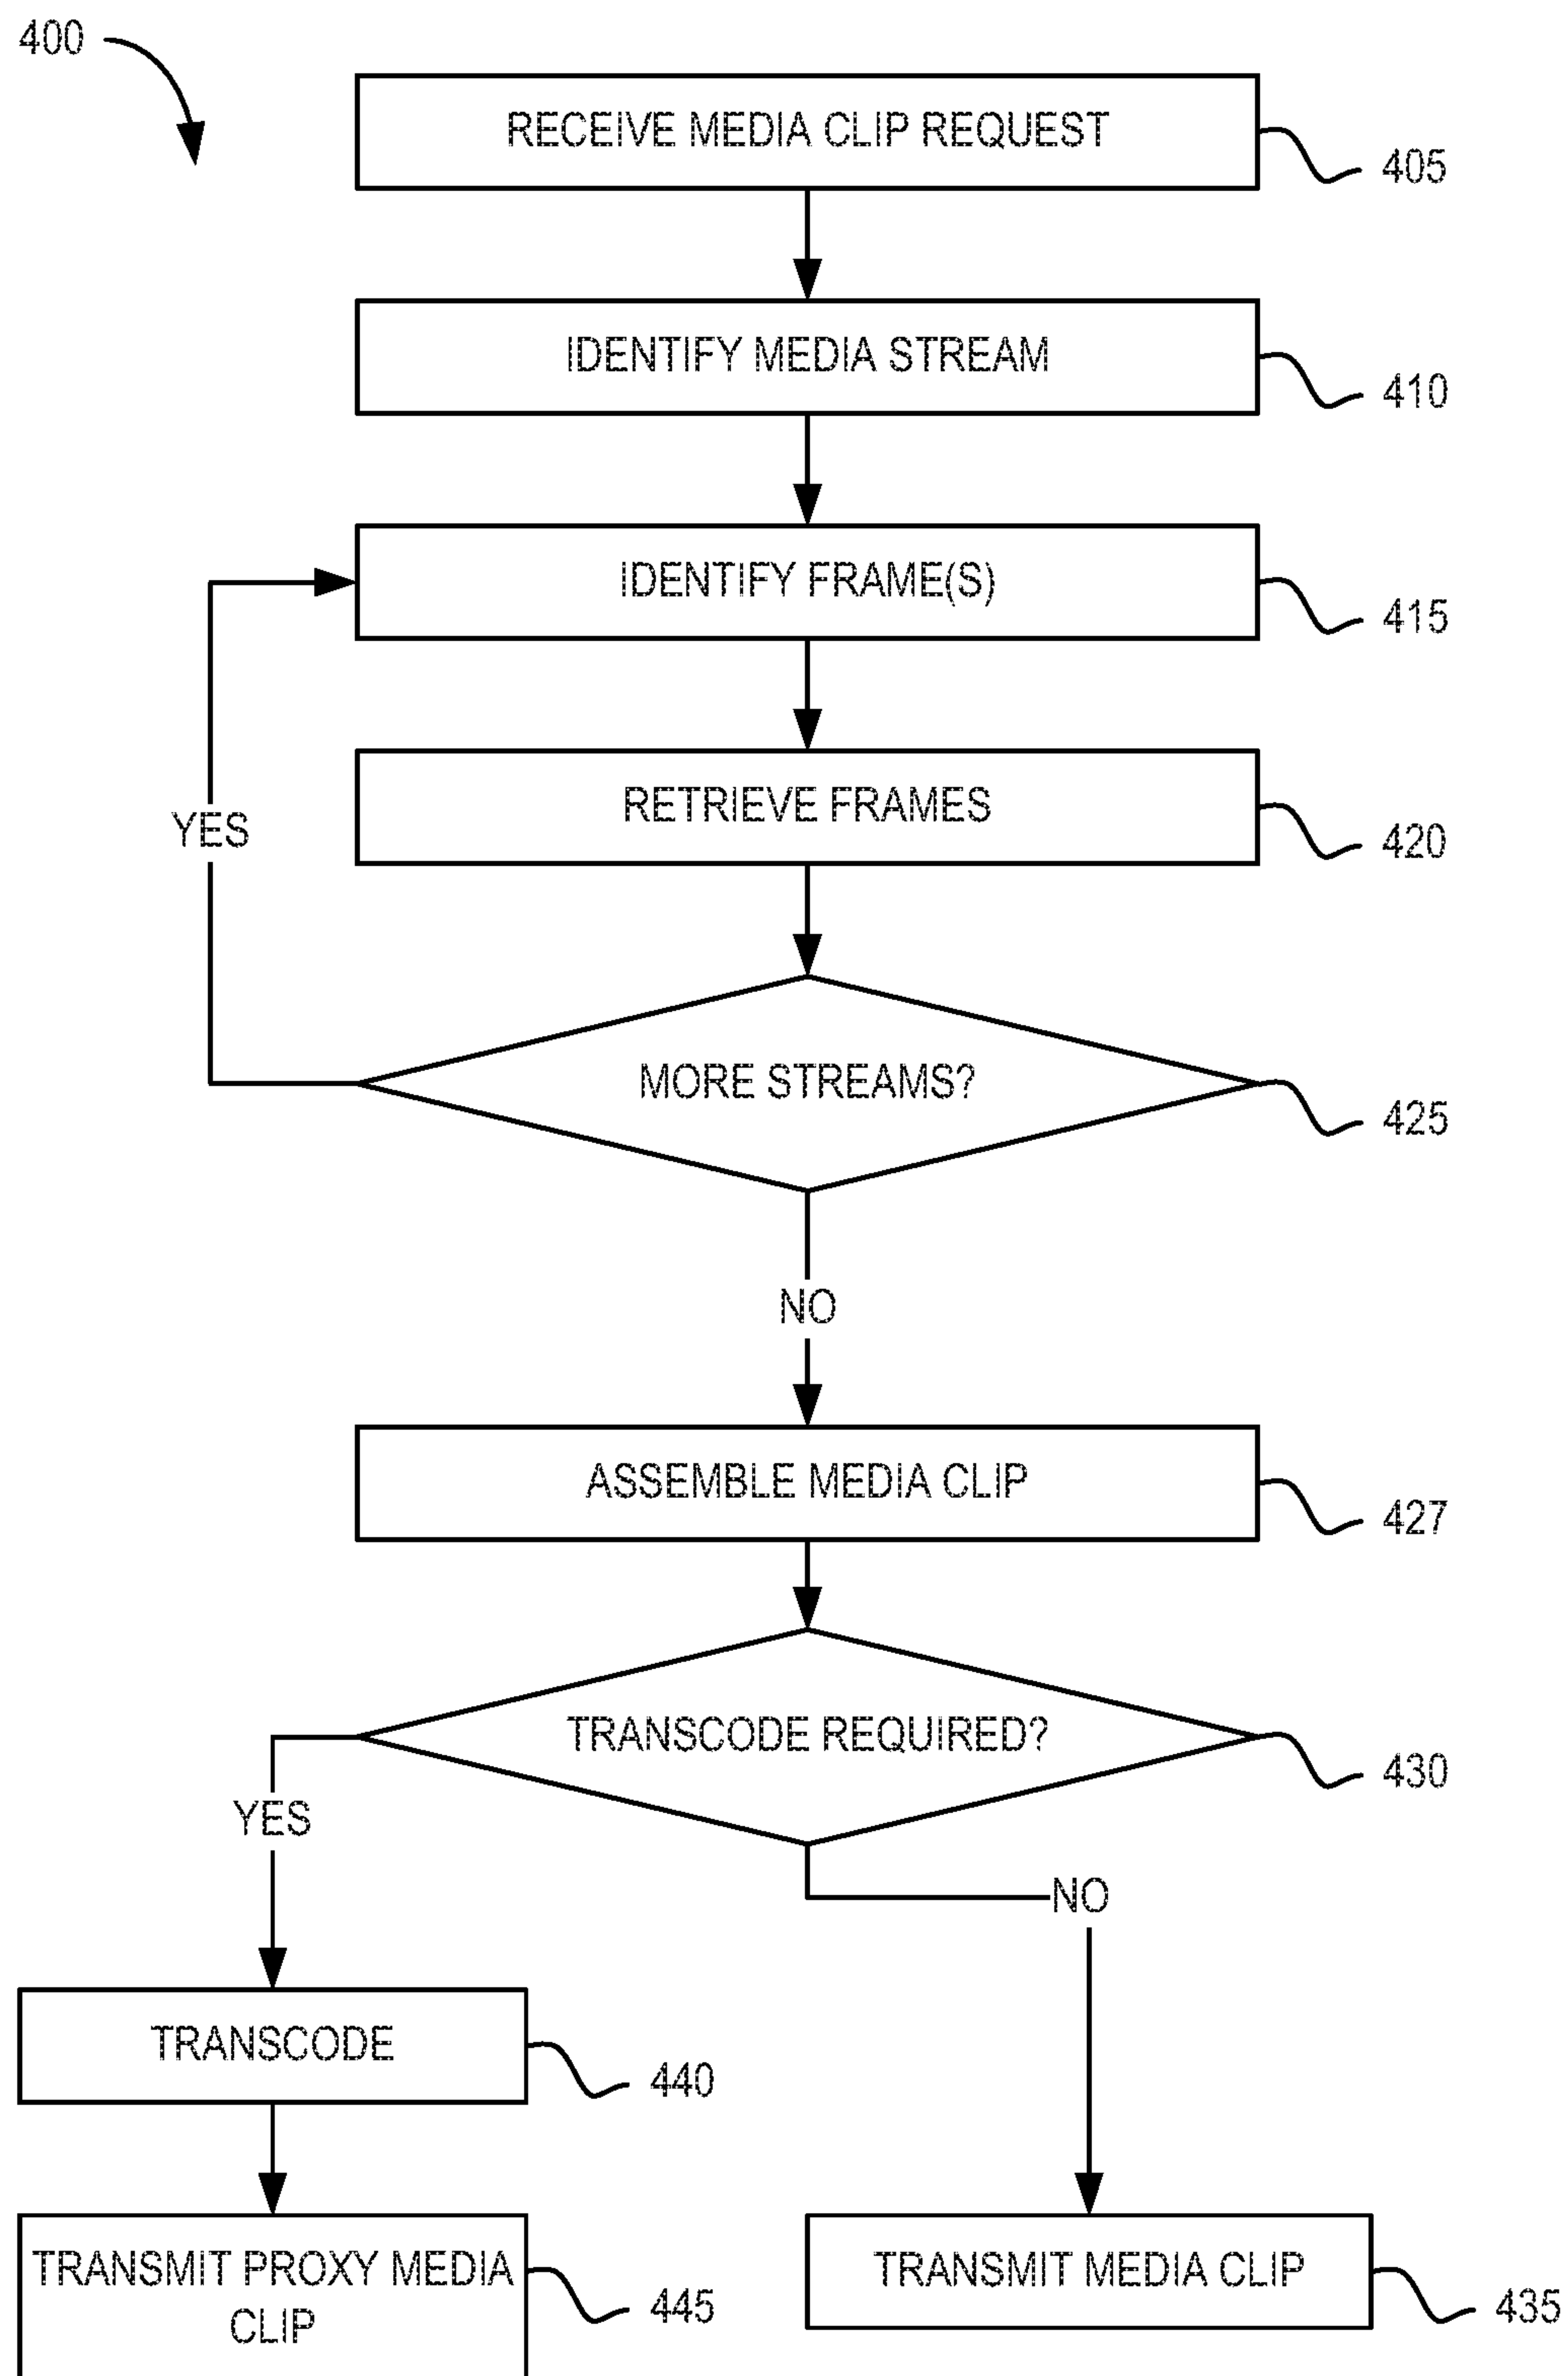 400
RECEIVE MEDIA CLIP REQUEST
405
IDENTIFY MEDIA STREAM
410
IDENTIFY FRAME(S)
415
RETRIEVE FRAMES
420
YES
MORE STREAMS?
425
NO
ASSEMBLE MEDIA CLIP
427
TRANSCODE REQUIRED?
430
YES
NO
TRANSCODE
440
TRANSMIT PROXY MEDIA
CLIP
445
TRANSMIT MEDIA CLIP
435